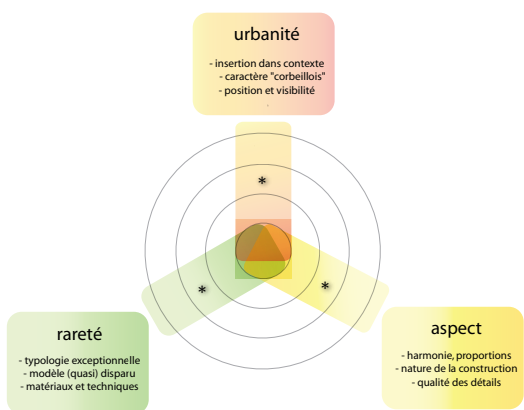 urbanité
- insertion dans contexte
- caractère "corbeillois"
- position et visibilité
.
*
*
*
rareté
- typologie exceptionnelle
- modèle (quasi) disparu
- matériaux et techniques
aspect
- harmonie, proportions
- nature de la construction
- qualité des détails